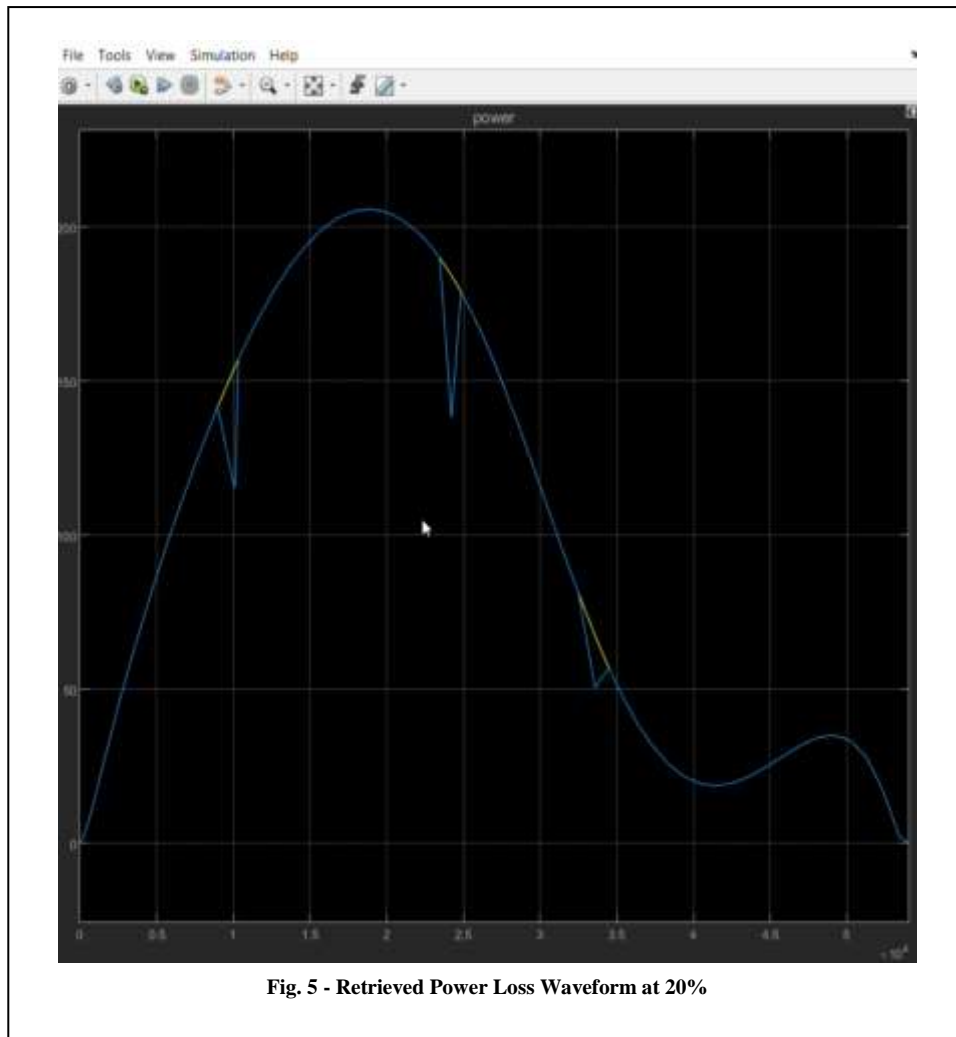 File Tools View Simulation Help
power
200
150
100
50
0
0 0.5 1 1.5 2 2.5 3 3.5 4 4.5 5
×10⁴
Fig. 5 - Retrieved Power Loss Waveform at 20%